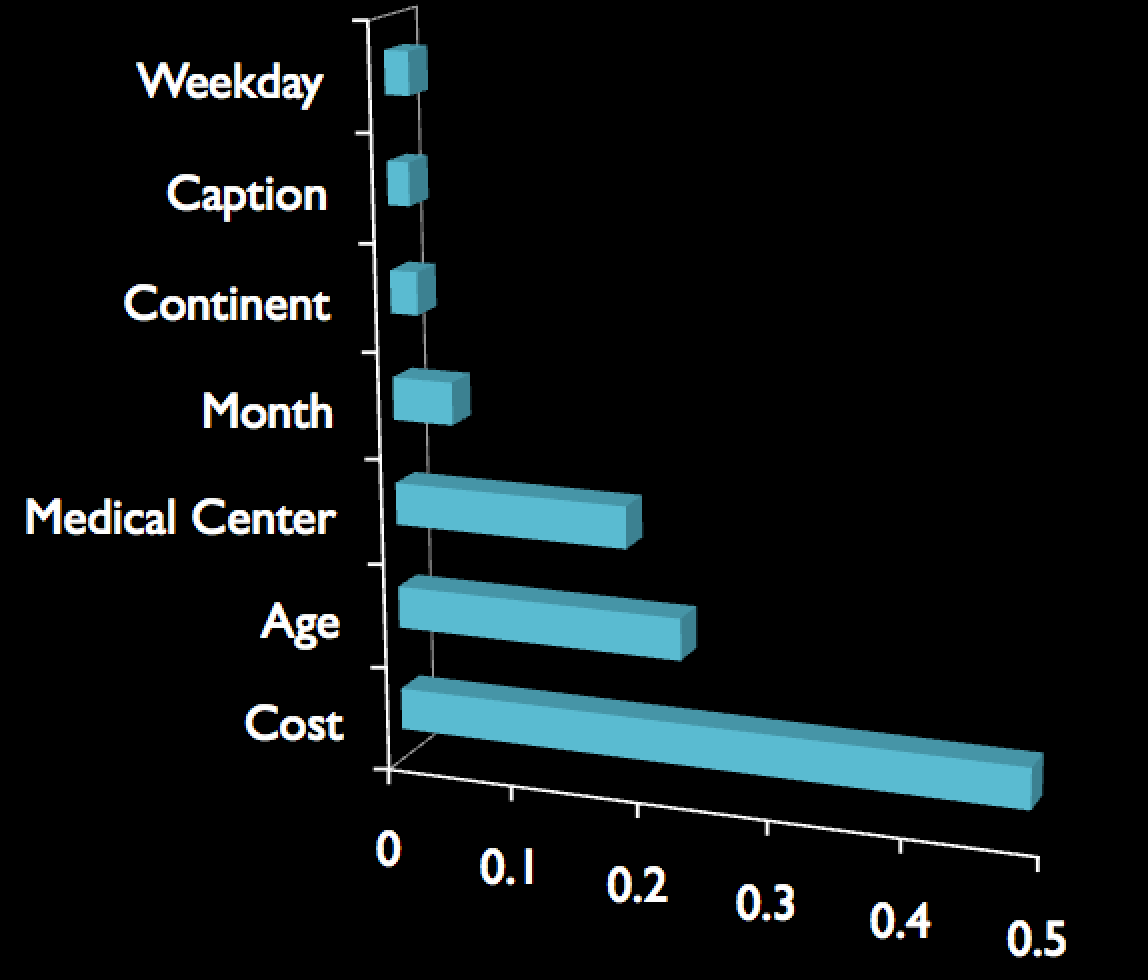 Weekday
Caption
Continent
Month
Medical Center
Age
Cost
0
0.1
0.2
0.3
0.4
0.5